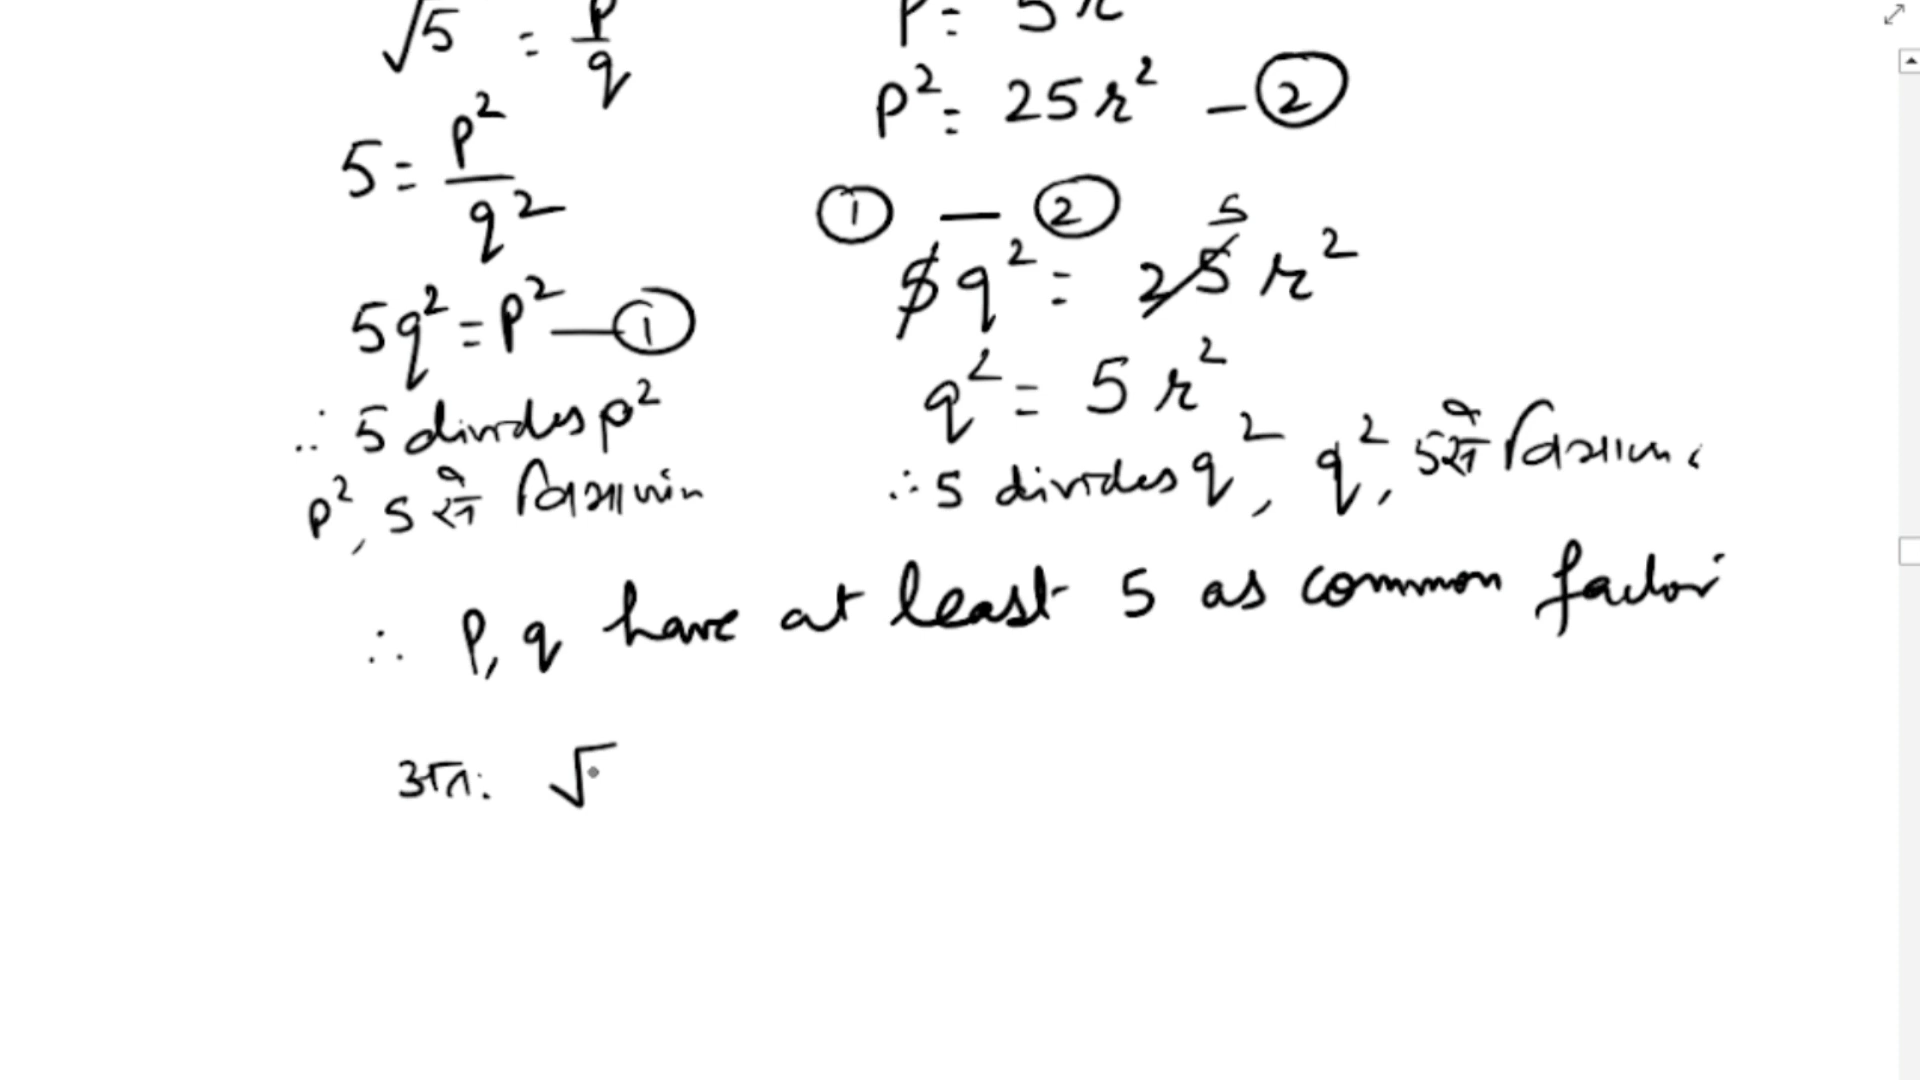 √5 = p/q
5 = p²/q²
5q² = p² — ①
∴ 5 divides p²
p², 5 से
p = 5r
p² = 25r² — ②
① — ②
5q² = 25r² 5
q² = 5r²
∴ 5 divides q², q², 5 से
∴ P, q have at least 5 as common factor
अतः √